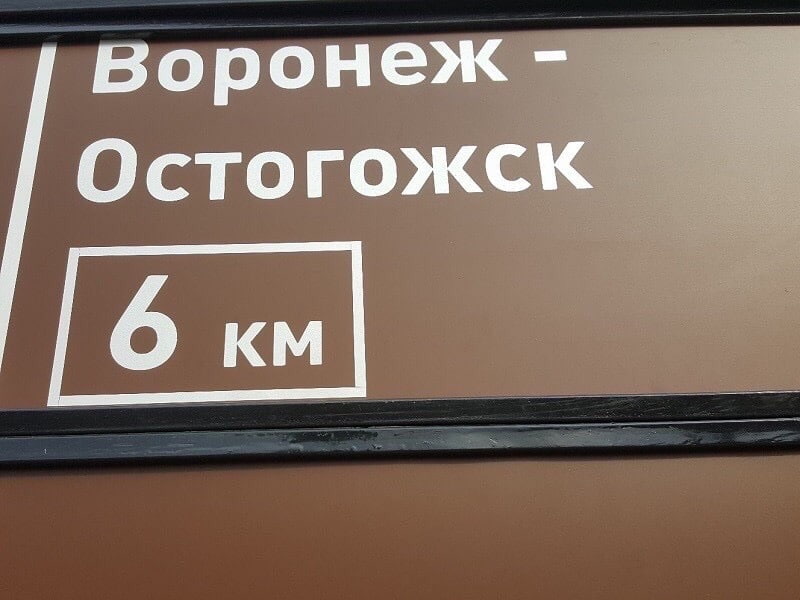 Воронеж -
Остогожск
6 км